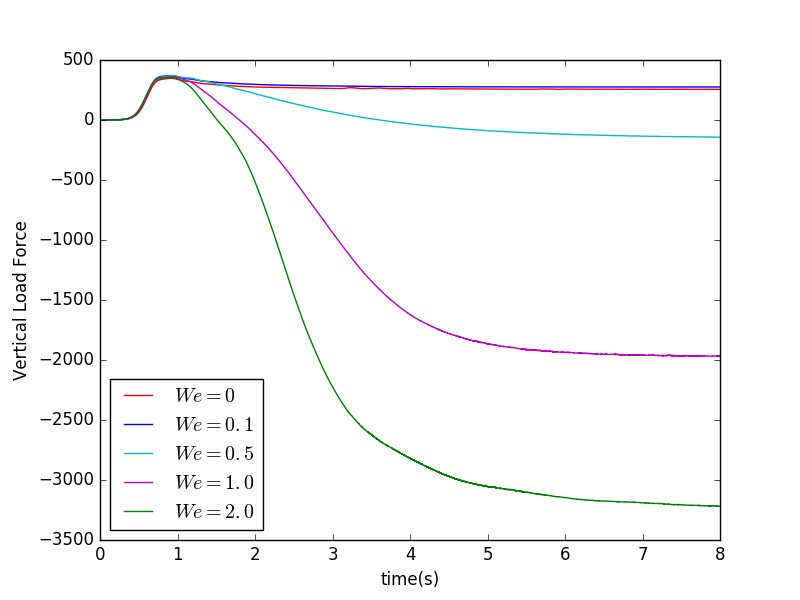 500
0
−500
−1000
−1500
−2000
−2500
−3000
−3500
Vertical Load Force
We = 0
We = 0.1
We = 0.5
We = 1.0
We = 2.0
0 1 2 3 4 5 6 7 8
time(s)